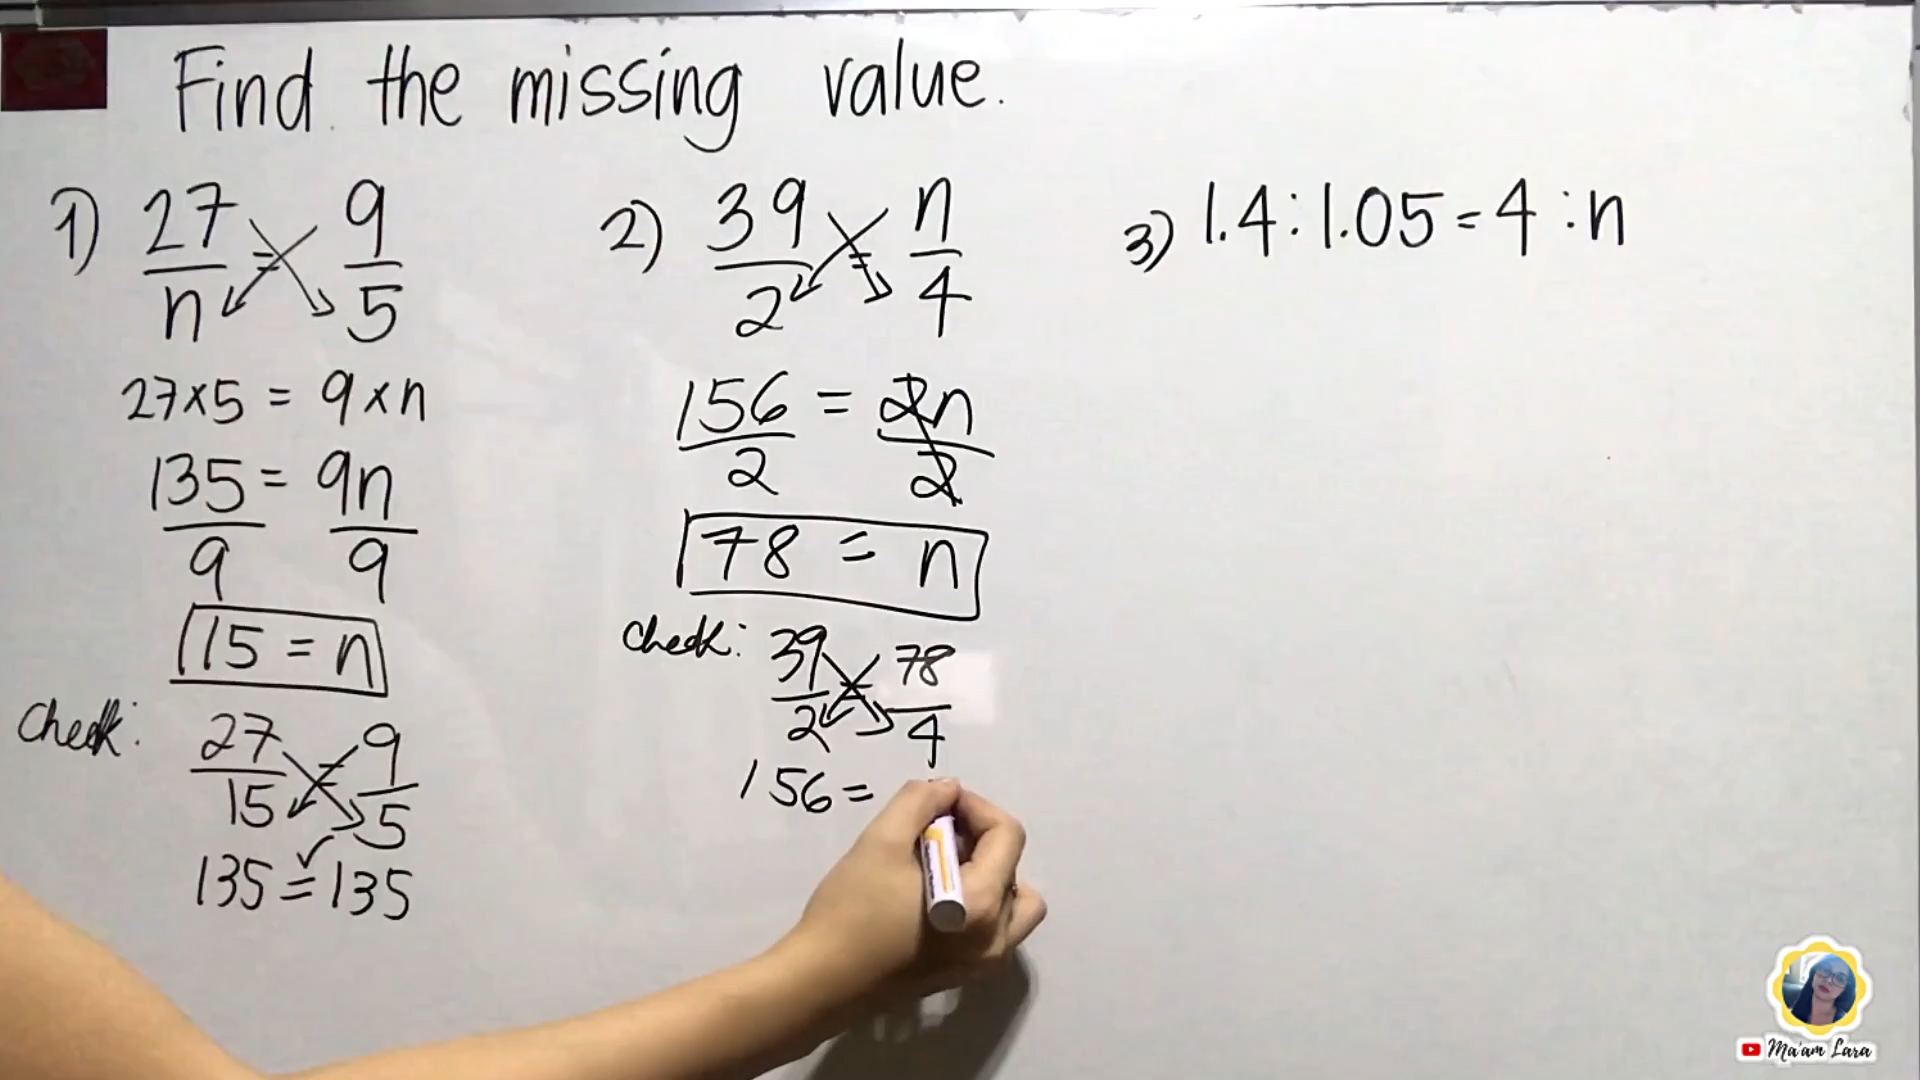 Find the missing value.
1) 27/n = 9/5
27×5 = 9×n
135/9 = 9n/9
15 = n
Check:
27/15 = 9/5
135 = 135
2) 39/2 = n/4
156/2 = 2n/2
78 = n
Check:
39/2 = 78/4
156 =
3) 1.4:1.05=4:n
Ma'am Lara